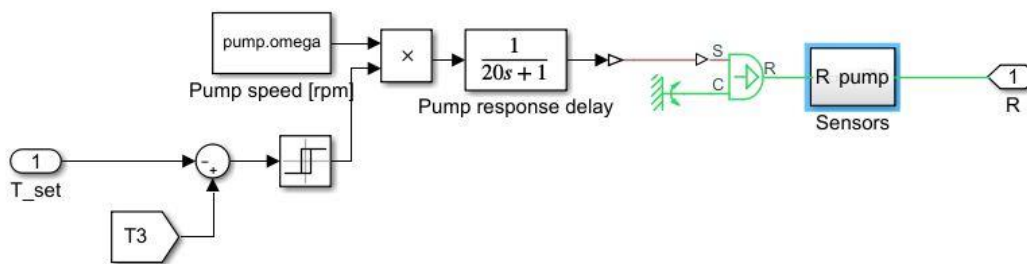 pump.omega
Pump speed [rpm]
×
1
20s + 1
Pump response delay
S
C
R
R pump
Sensors
1
R
1
T_set
-
+
T3